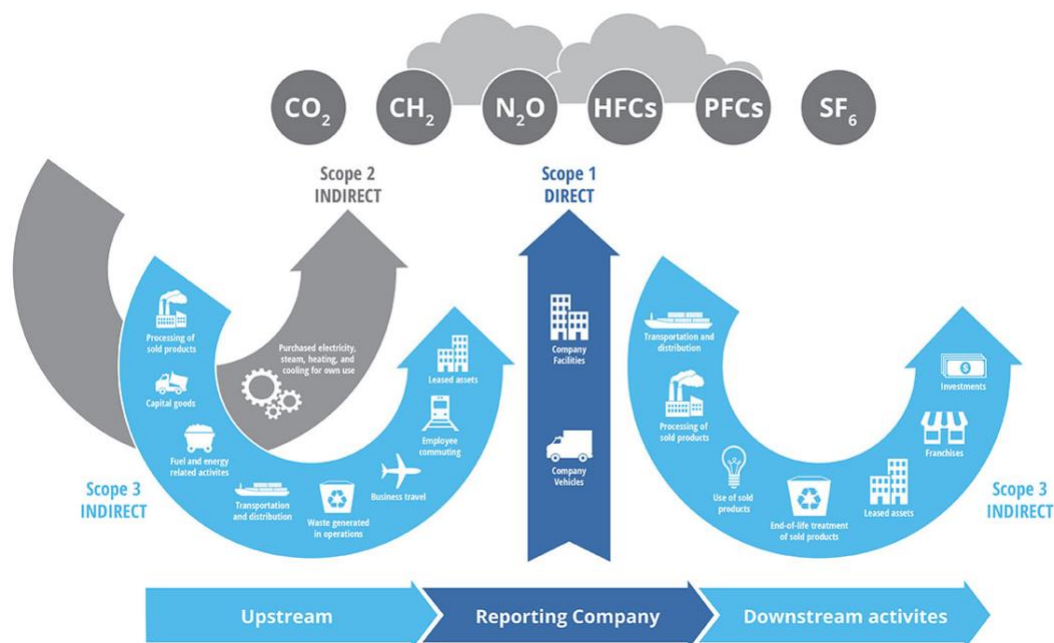 CO₂
CH₂
N₂O
HFCs
PFCs
SF₆
Scope 2
INDIRECT
Scope 1
DIRECT
Processing of
sold products
Capital goods
Fuel and energy
related activites
Transportation
and distribution
Waste generated
in operations
Business travel
Employee
commuting
Leased assets
Purchased electricity,
steam, heating, and
cooling for own use
Scope 3
INDIRECT
Company
Facilities
Company
Vehicles
Transportation and
distribution
Processing of
sold products
Use of sold
products
End-of-life treatment
of sold products
Leased assets
Franchises
Investments
Scope 3
INDIRECT
Upstream
Reporting Company
Downstream activites